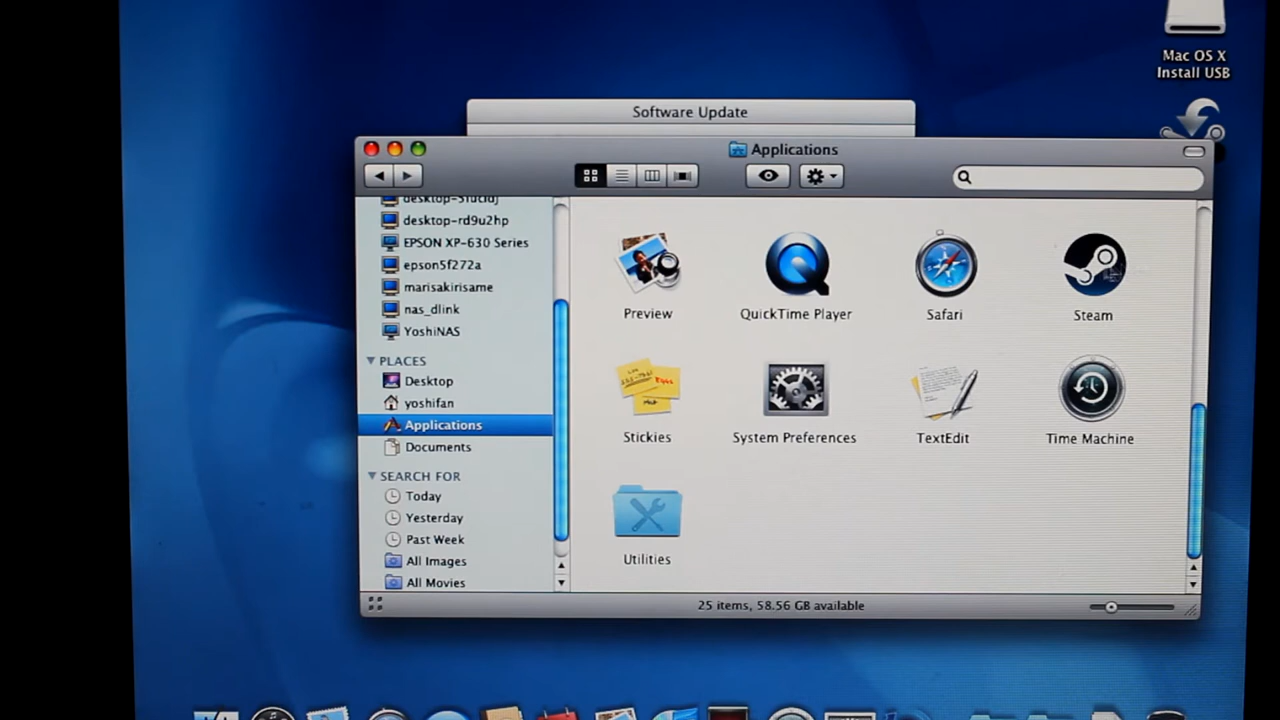 Mac OS X
Install USB
Software Update
Applications
desktop-rd9u2hp
EPSON XP-630 Series
epson5f272a
marisakirisame
nas_dlink
YoshiNAS
PLACES
Desktop
yoshifan
Applications
Documents
SEARCH FOR
Today
Yesterday
Past Week
All Images
All Movies
Preview
QuickTime Player
Safari
Steam
Stickies
System Preferences
TextEdit
Time Machine
Utilities
25 items, 58.56 GB available